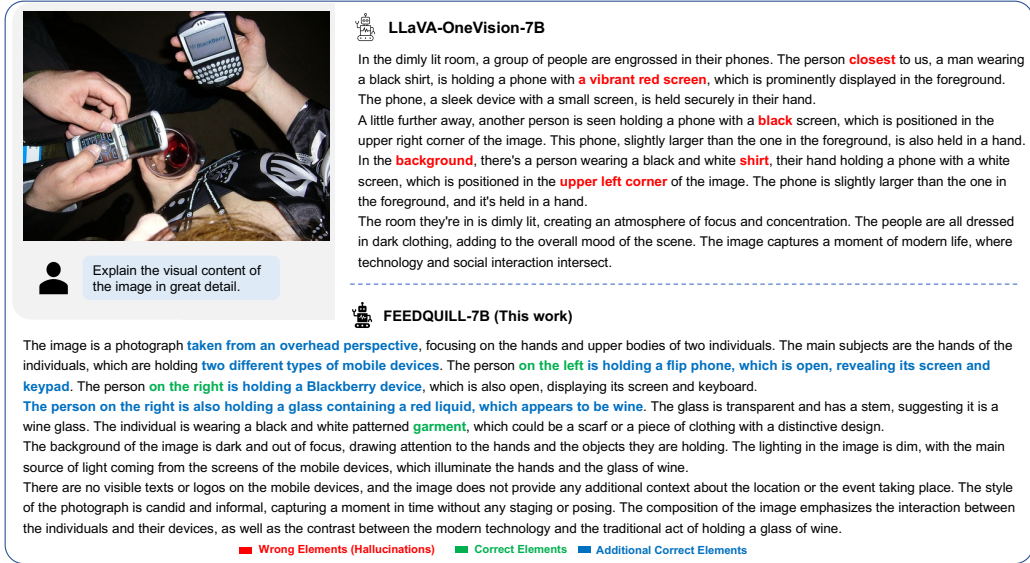 LLaVA-OneVision-7B
In the dimly lit room, a group of people are engrossed in their phones. The person closest to us, a man wearing
a black shirt, is holding a phone with a vibrant red screen, which is prominently displayed in the foreground.
The phone, a sleek device with a small screen, is held securely in their hand.
A little further away, another person is seen holding a phone with a black screen, which is positioned in the
upper right corner of the image. This phone, slightly larger than the one in the foreground, is also held in a hand.
In the background, there's a person wearing a black and white shirt, their hand holding a phone with a white
screen, which is positioned in the upper left corner of the image. The phone is slightly larger than the one in
the foreground, and it's held in a hand.
The room they're in is dimly lit, creating an atmosphere of focus and concentration. The people are all dressed
in dark clothing, adding to the overall mood of the scene. The image captures a moment of modern life, where
technology and social interaction intersect.
BlackBerry
Explain the visual content of
the image in great detail.
FEEDQUILL-7B (This work)
The image is a photograph taken from an overhead perspective, focusing on the hands and upper bodies of two individuals. The main subjects are the hands of the
individuals, which are holding two different types of mobile devices. The person on the left is holding a flip phone, which is open, revealing its screen and
keypad. The person on the right is holding a Blackberry device, which is also open, displaying its screen and keyboard.
The person on the right is also holding a glass containing a red liquid, which appears to be wine. The glass is transparent and has a stem, suggesting it is a
wine glass. The individual is wearing a black and white patterned garment, which could be a scarf or a piece of clothing with a distinctive design.
The background of the image is dark and out of focus, drawing attention to the hands and the objects they are holding. The lighting in the image is dim, with the main
source of light coming from the screens of the mobile devices, which illuminate the hands and the glass of wine.
There are no visible texts or logos on the mobile devices, and the image does not provide any additional context about the location or the event taking place. The style
of the photograph is candid and informal, capturing a moment in time without any staging or posing. The composition of the image emphasizes the interaction between
the individuals and their devices, as well as the contrast between the modern technology and the traditional act of holding a glass of wine.
Wrong Elements (Hallucinations) Correct Elements Additional Correct Elements